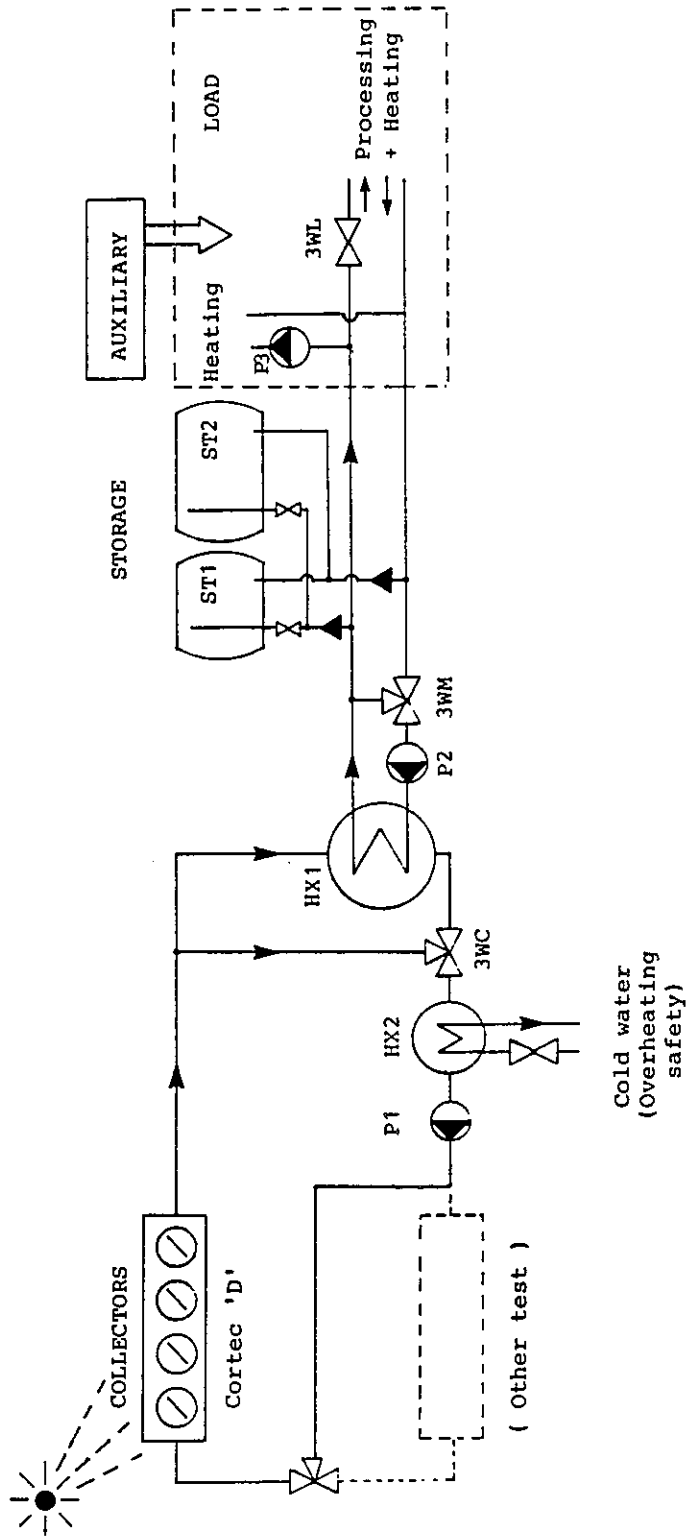 COLLECTORS
Cortec 'D'
( Other test )
P1
HX2
3WC
Cold water
(Overheating
safety)
HX1
P2
3WM
STORAGE
ST1
ST2
AUXILIARY
LOAD
Heating
P3
3WL
Processing
+ Heating